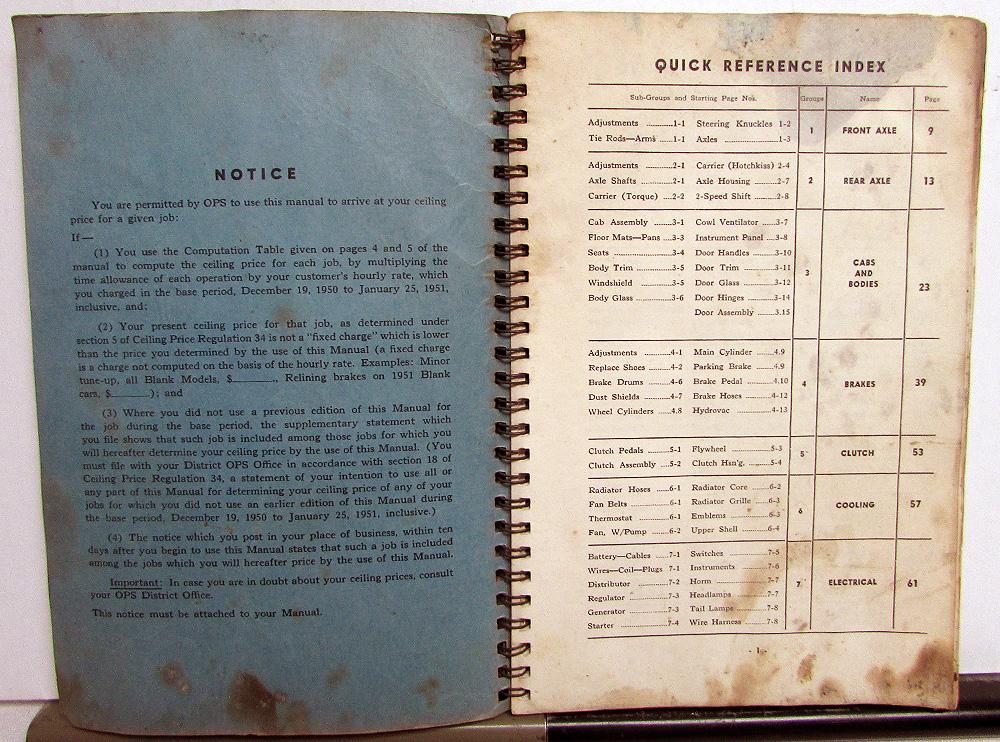 NOTICE
You are permitted by OPS to use this manual to arrive at your ceiling
price for a given job:
If—
(1) You use the Computation Table given on pages 4 and 5 of the
manual to compute the ceiling price for each job, by multiplying the
time allowance of each operation by your customer's hourly rate, which
you charged in the base period, December 19, 1950 to January 25, 1951,
inclusive, and;
(2) Your present ceiling price for that job, as determined under
section 5 of Ceiling Price Regulation 34 is not a "fixed charge" which is lower
than the price you determined by the use of this Manual (a fixed charge
is a charge not computed on the basis of the hourly rate. Examples: Minor
tune-up, all Blank Models, $________., Relining brakes on 1951 Blank
cars, $_______); and
(3) Where you did not use a previous edition of this Manual for
the job during the base period, the supplementary statement which
you file shows that such job is included among those jobs for which you
will hereafter determine your ceiling price by the use of this Manual. (You
must file with your District OPS Office in accordance with section 18 of
Ceiling Price Regulation 34, a statement of your intention to use all or
any part of this Manual for determining your ceiling price of any of your
jobs for which you did not use an earlier edition of this Manual during
the base period, December 19, 1950 to January 25, 1951, inclusive.)
(4) The notice which you post in your place of business, within ten
days after you begin to use this Manual states that such a job is included
among the jobs which you will hereafter price by the use of this Manual.
Important: In case you are in doubt about your ceiling prices, consult
your OPS District Office.
This notice must be attached to your Manual.
QUICK REFERENCE INDEX
Sub-Groups and Starting Page Nos. Groups Name Page
Adjustments ..........1-1 Steering Knuckles 1-2
Tie Rods—Arms ....1-1 Axles ..............1-3
1 FRONT AXLE 9
Adjustments ..........2-1 Carrier (Hotchkiss) 2-4
Axle Shafts ..........2-1 Axle Housing ........2-7
Carrier (Torque) ....2-2 2-Speed Shift ......2-8
2 REAR AXLE 13
Cab Assembly ......3-1 Cowl Ventilator ....3-7
Floor Mats—Pans ..3-3 Instrument Panel ..3-8
Seats ..................3-4 Door Handles ......3-10
Body Trim ..........3-5 Door Trim ..........3-11
Windshield ..........3-5 Door Glass ........3-12
Body Glass ..........3-6 Door Hinges ......3-14
Door Assembly ....3.15
3 CABS
AND
BODIES
23
Adjustments ........4-1 Main Cylinder ....4.9
Replace Shoes ......4-2 Parking Brake ....4.9
Brake Drums ......4-6 Brake Pedal ......4.10
Dust Shields ........4-7 Brake Hoses ......4-12
Wheel Cylinders ..4.8 Hydrovac ..........4-13
4 BRAKES 39
Clutch Pedals ......5-1 Flywheel ............5-3
Clutch Assembly ..5-2 Clutch Hsn'g. ......5-4
5 CLUTCH 53
Radiator Hoses ....6-1 Radiator Core ......6-2
Fan Belts ............6-1 Radiator Grille ....6-3
Thermostat ..........6-1 Emblems ............6-3
Fan, W/Pump ......6-2 Upper Shell ........6-4
6 COOLING 57
Battery—Cables ....7-1 Switches ............7-5
Wires—Coil—Plugs 7-1 Instruments ........7-6
Distributor ..........7-2 Horm ................7-7
Regulator ............7-3 Headlamps ..........7-7
Generator ............7-3 Tail Lamps ..........7-8
Starter ................7-4 Wire Harness ......7-8
7 ELECTRICAL 61
- 1 -